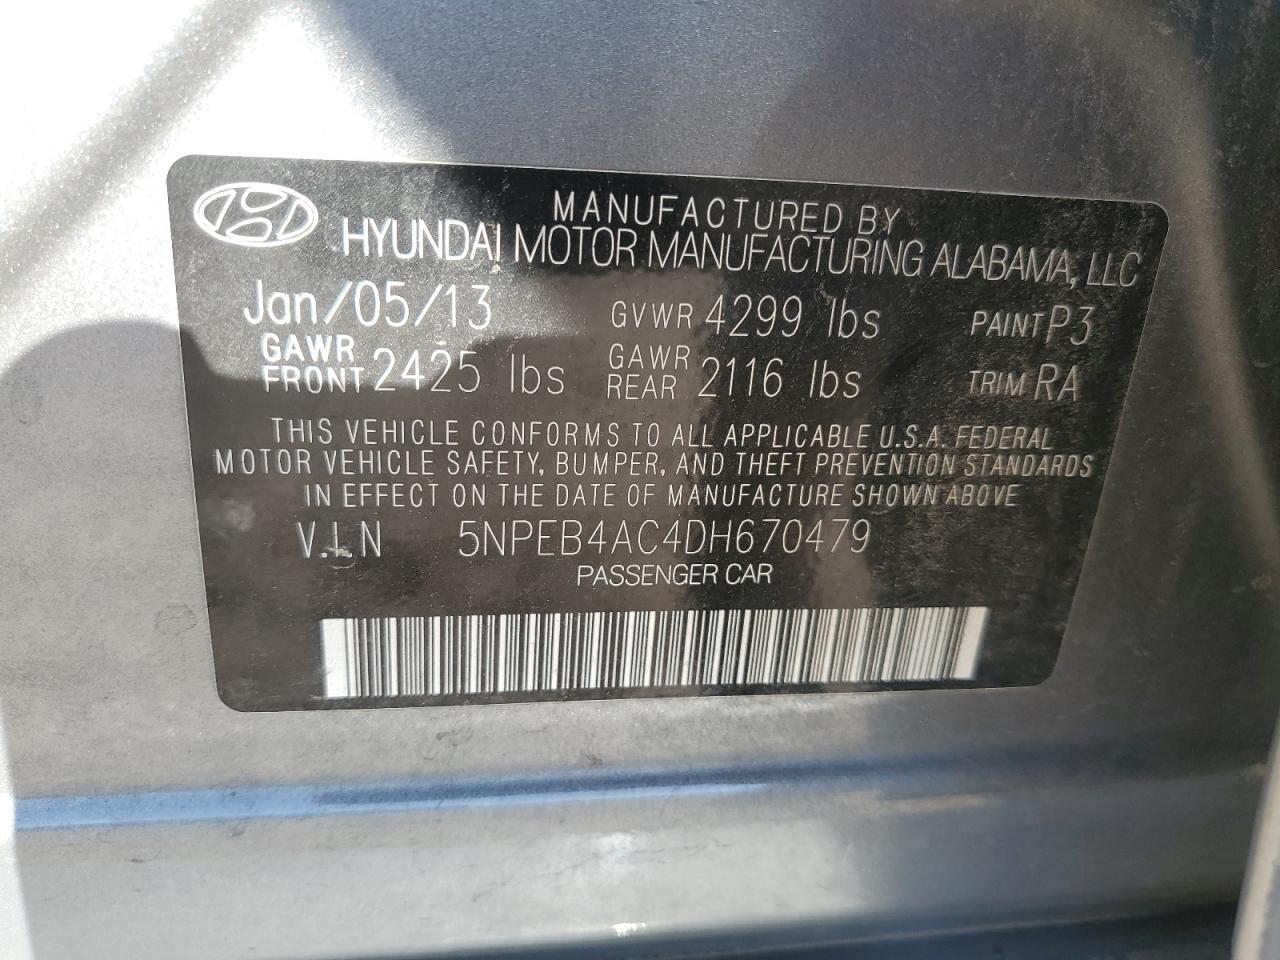 MANUFACTURED BY
HYUNDAI MOTOR MANUFACTURING ALABAMA, LLC
Jan/05/13 GVWR 4299 lbs PAINT P3
GAWR FRONT 2425 lbs GAWR REAR 2116 lbs TRIM RA
THIS VEHICLE CONFORMS TO ALL APPLICABLE U.S.A. FEDERAL
MOTOR VEHICLE SAFETY, BUMPER, AND THEFT PREVENTION STANDARDS
IN EFFECT ON THE DATE OF MANUFACTURE SHOWN ABOVE
V.I.N 5NPEB4AC4DH670479
PASSENGER CAR